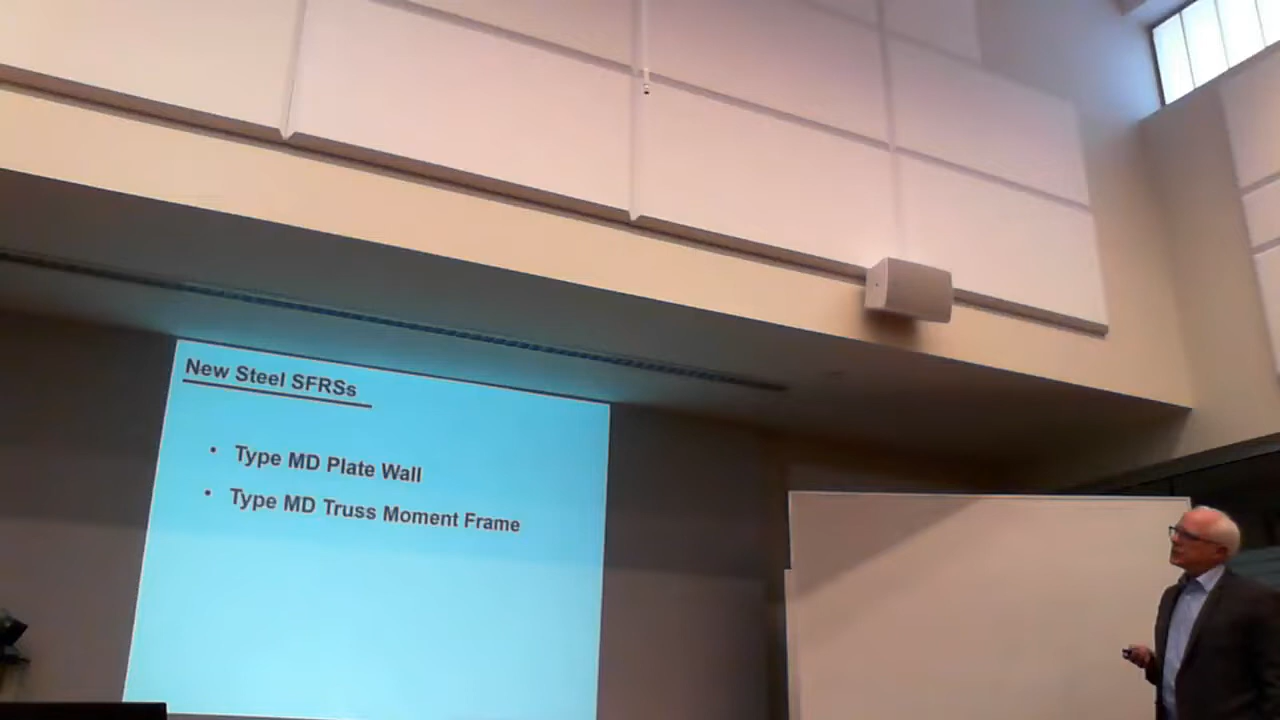 New Steel SFRSs
• Type MD Plate Wall
• Type MD Truss Moment Frame